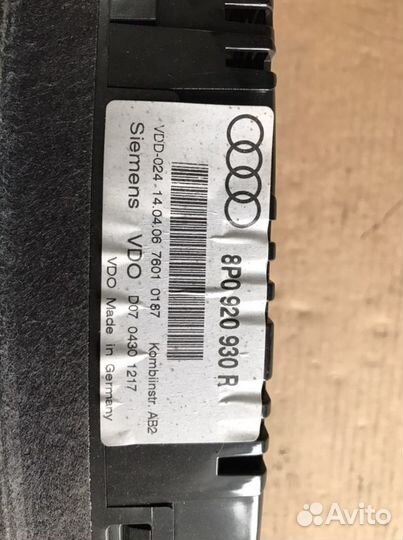 8P0 920 930 R
VDD-024-14.04.06 7601 0187 Kombiinstr. AB2
Siemens VDO D07 0430 1217
VDO Made in Germany
Avito